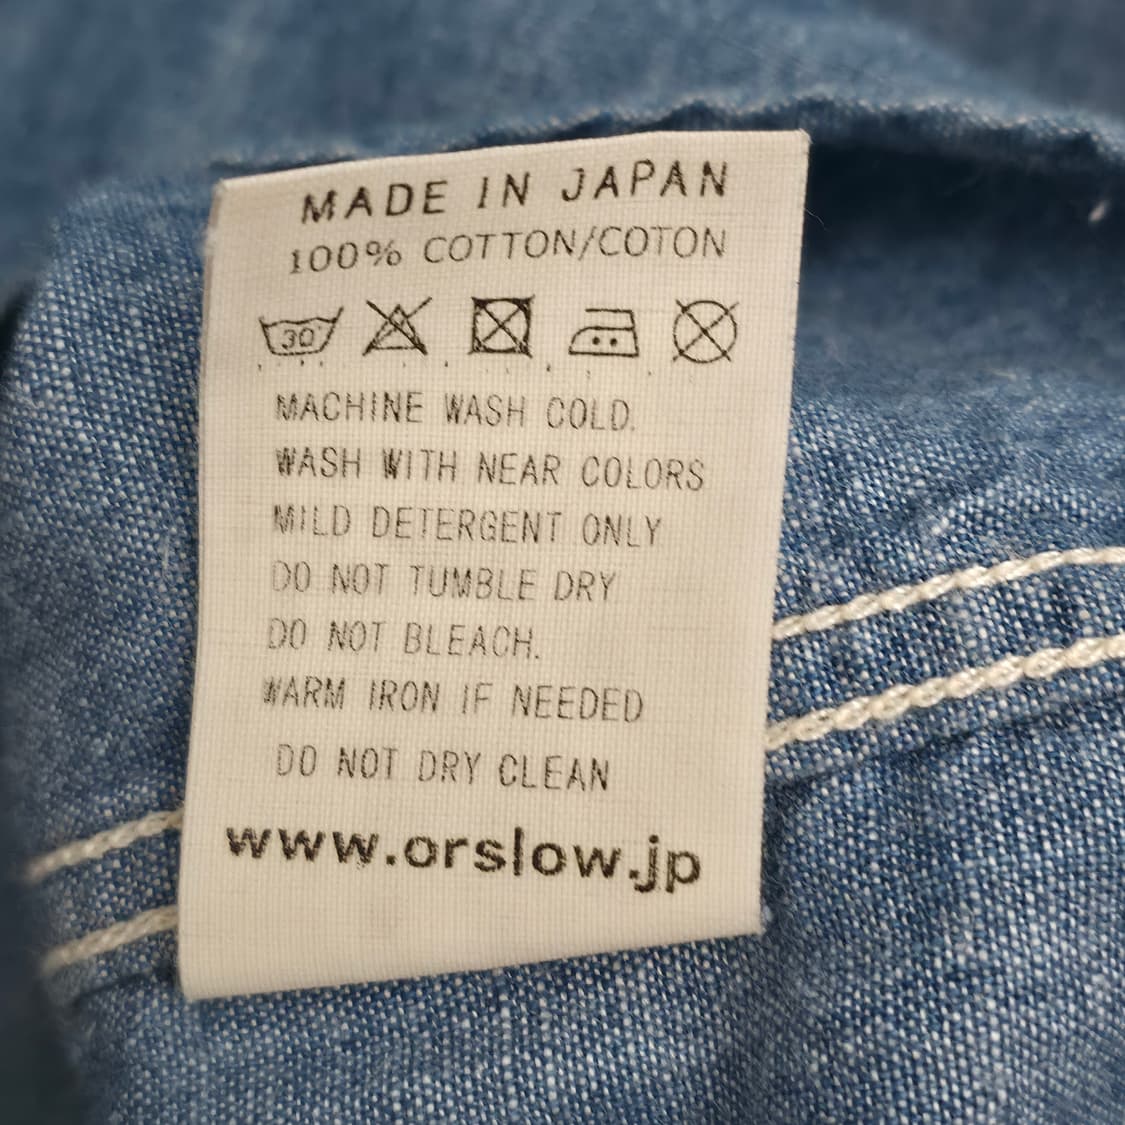 MADE IN JAPAN
100% COTTON/COTON
30°
MACHINE WASH COLD.
WASH WITH NEAR COLORS
MILD DETERGENT ONLY
DO NOT TUMBLE DRY
DO NOT BLEACH.
WARM IRON IF NEEDED
DO NOT DRY CLEAN
www.orslow.jp